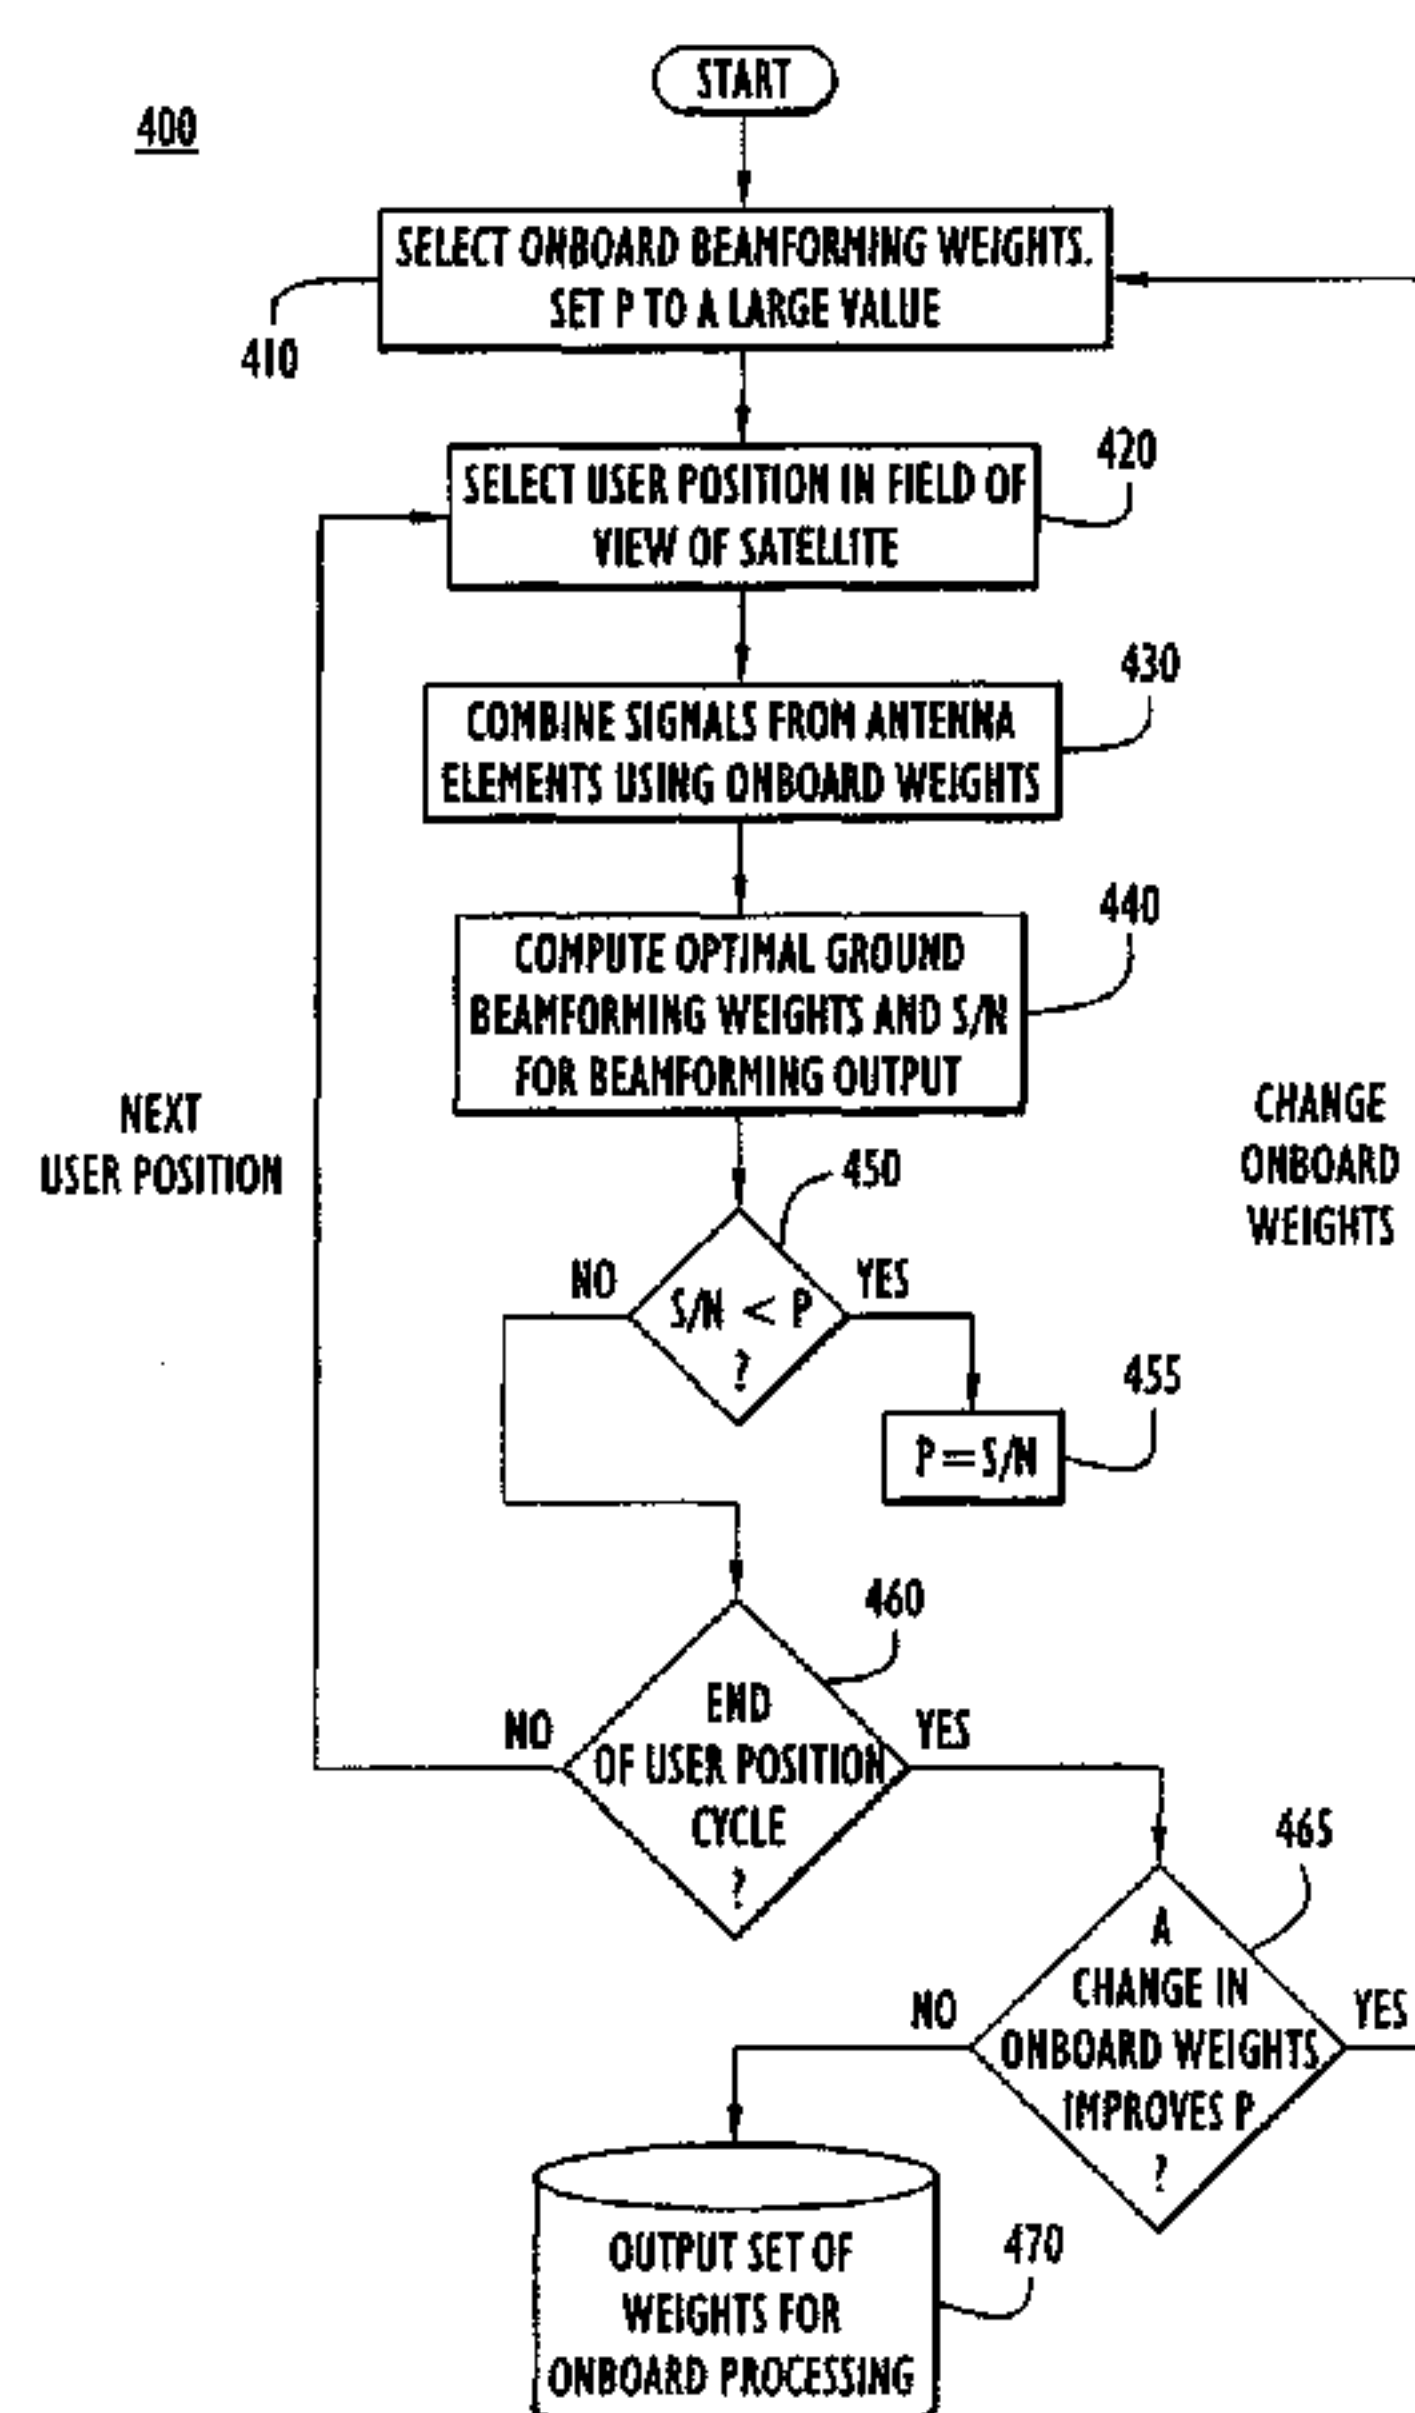 START
400
SELECT ONBOARD BEAMFORMING WEIGHTS.
SET P TO A LARGE VALUE
410
420
SELECT USER POSITION IN FIELD OF
VIEW OF SATELLITE
430
COMBINE SIGNALS FROM ANTENNA
ELEMENTS USING ONBOARD WEIGHTS
440
COMPUTE OPTIMAL GROUND
BEAMFORMING WEIGHTS AND S/N
FOR BEAMFORMING OUTPUT
NEXT
USER POSITION
CHANGE
ONBOARD
WEIGHTS
450
NO
YES
S/N < P
?
455
P=S/N
460
NO
YES
END
OF USER POSITION
CYCLE
?
465
A
CHANGE IN
ONBOARD WEIGHTS
IMPROVES P
?
NO
YES
470
OUTPUT SET OF
WEIGHTS FOR
ONBOARD PROCESSING